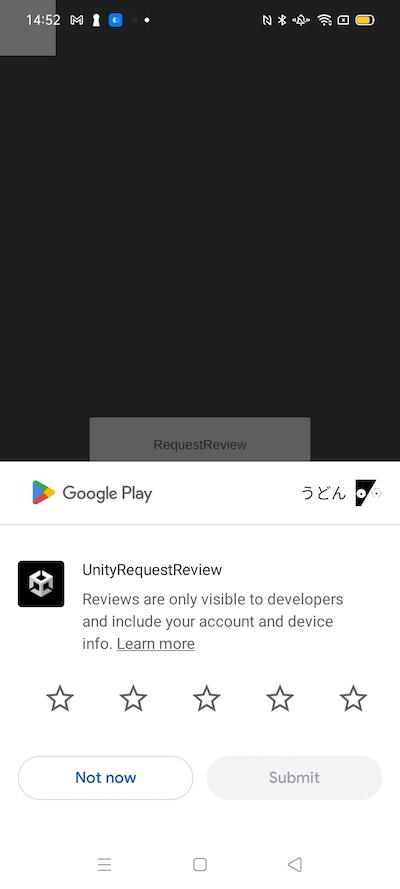 14:52
RequestReview
Google Play
うどん
UnityRequestReview
Reviews are only visible to developers
and include your account and device
info. Learn more
Not now
Submit